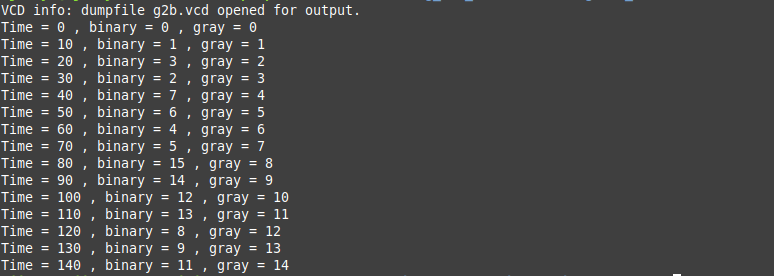 VCD info: dumpfile g2b.vcd opened for output.
Time = 0 , binary = 0 , gray = 0
Time = 10 , binary = 1 , gray = 1
Time = 20 , binary = 3 , gray = 2
Time = 30 , binary = 2 , gray = 3
Time = 40 , binary = 7 , gray = 4
Time = 50 , binary = 6 , gray = 5
Time = 60 , binary = 4 , gray = 6
Time = 70 , binary = 5 , gray = 7
Time = 80 , binary = 15 , gray = 8
Time = 90 , binary = 14 , gray = 9
Time = 100 , binary = 12 , gray = 10
Time = 110 , binary = 13 , gray = 11
Time = 120 , binary = 8 , gray = 12
Time = 130 , binary = 9 , gray = 13
Time = 140 , binary = 11 , gray = 14